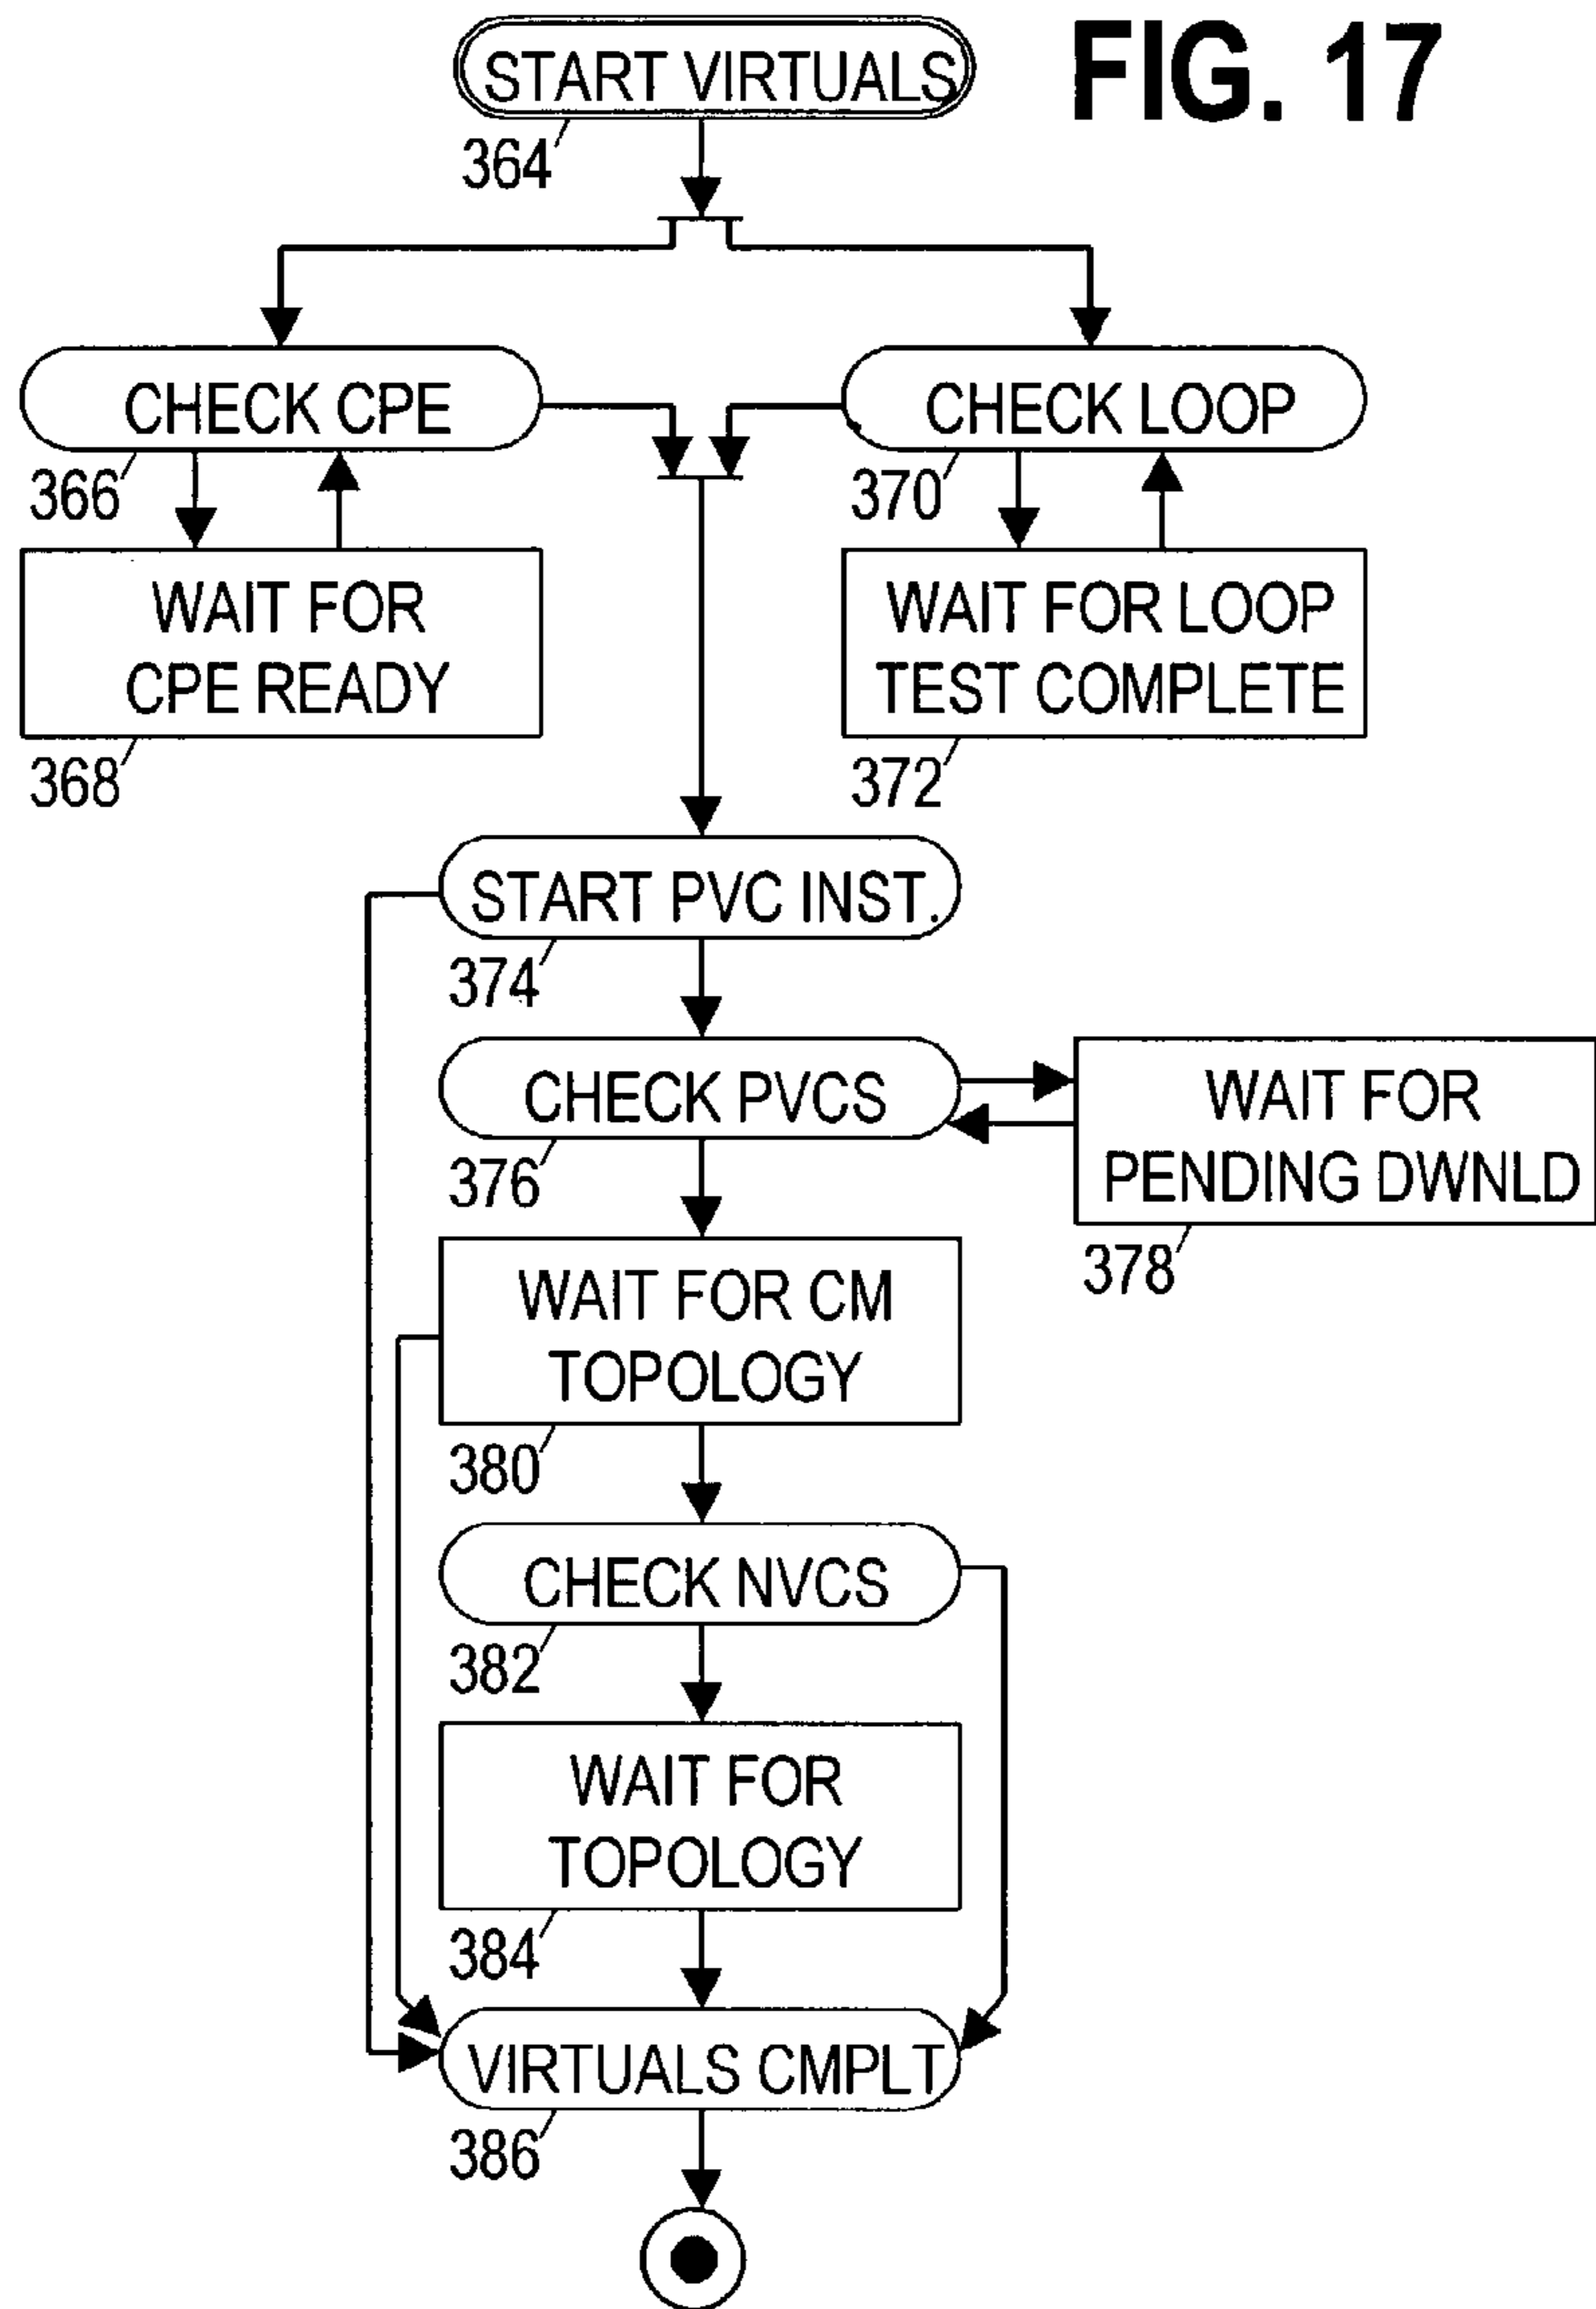 FIG. 17
START VIRTUALS
364
CHECK CPE
CHECK LOOP
366
370
WAIT FOR
CPE READY
WAIT FOR LOOP
TEST COMPLETE
368
372
START PVC INST.
374
CHECK PVCS
WAIT FOR
PENDING DWNLD
376
378
WAIT FOR CM
TOPOLOGY
380
CHECK NVCS
382
WAIT FOR
TOPOLOGY
384
VIRTUALS CMPLT
386